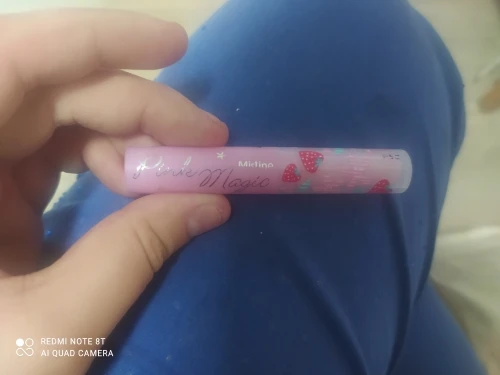 Pink Mistine
Magic
REDMI NOTE 8T
AI QUAD CAMERA